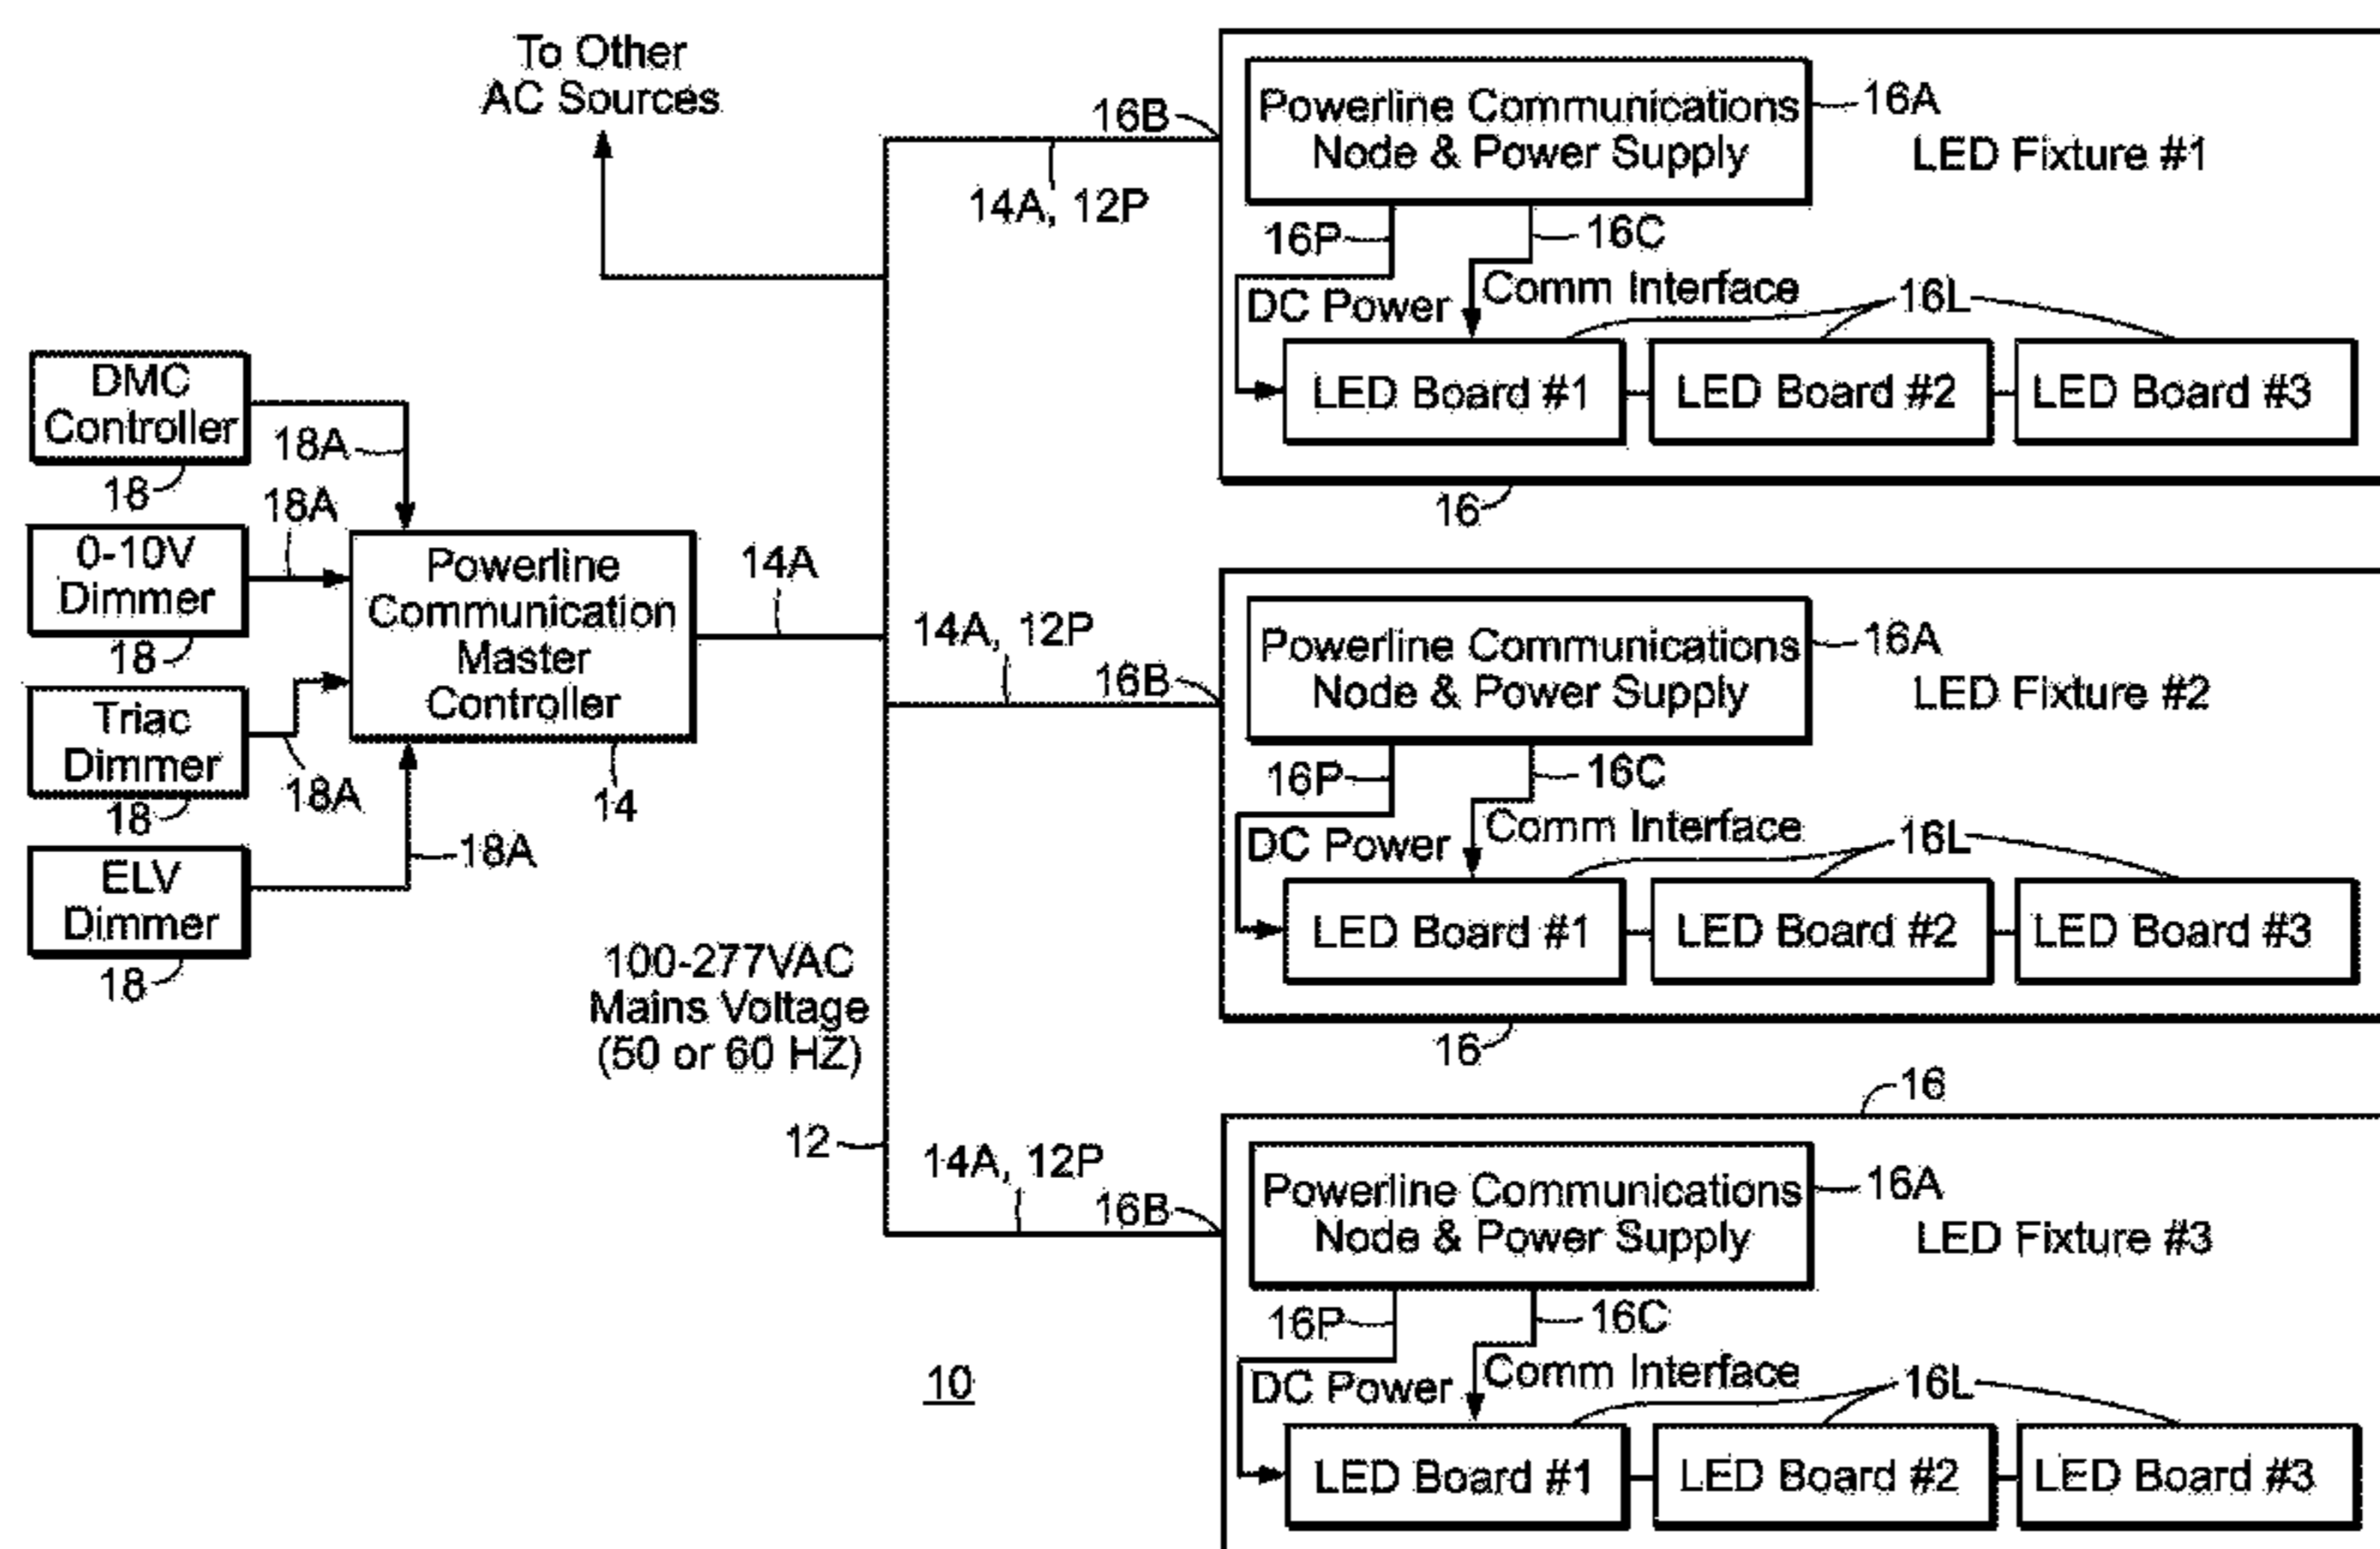 To Other
AC Sources
DMC
Controller
18
18A
0-10V
Dimmer
18
18A
Triac
Dimmer
18
18A
ELV
Dimmer
18
18A
Powerline
Communication
Master
Controller
14
14A
100-277VAC
Mains Voltage
(50 or 60 HZ)
12
10
14A, 12P
16B
Powerline Communications
Node & Power Supply
16A
LED Fixture #1
16P
16C
DC Power
Comm Interface
16L
LED Board #1
LED Board #2
LED Board #3
16
14A, 12P
16B
Powerline Communications
Node & Power Supply
16A
LED Fixture #2
16P
16C
DC Power
Comm Interface
16L
LED Board #1
LED Board #2
LED Board #3
16
16
14A, 12P
16B
Powerline Communications
Node & Power Supply
16A
LED Fixture #3
16P
16C
DC Power
Comm Interface
16L
LED Board #1
LED Board #2
LED Board #3